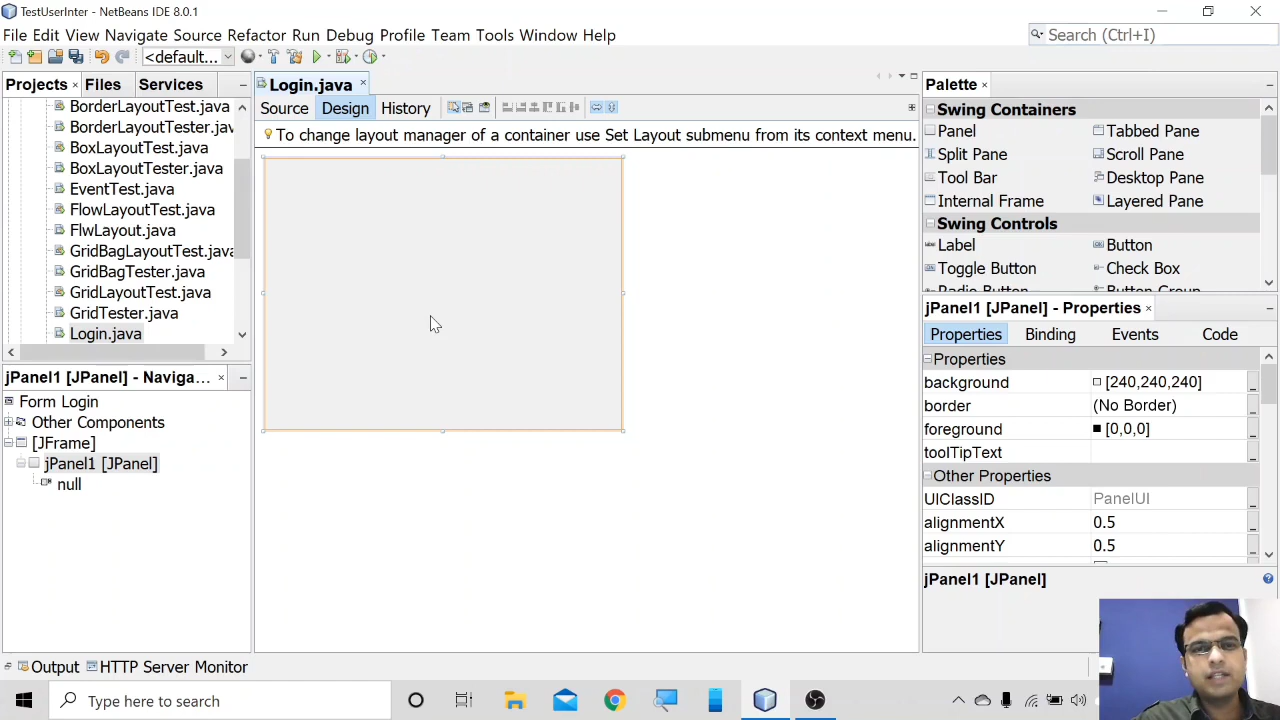 TestUserInter - NetBeans IDE 8.0.1
File Edit View Navigate Source Refactor Run Debug Profile Team Tools Window Help
Search (Ctrl+I)
<default...
Projects Files Services
BorderLayoutTest.java
BorderLayoutTester.jav
BoxLayoutTest.java
BoxLayoutTester.java
EventTest.java
FlowLayoutTest.java
FlwLayout.java
GridBagLayoutTest.java
GridBagTester.java
GridLayoutTest.java
GridTester.java
Login.java
jPanel1 [JPanel] - Naviga...
Form Login
Other Components
[JFrame]
jPanel1 [JPanel]
null
Login.java
Source Design History
To change layout manager of a container use Set Layout submenu from its context menu.
Palette
Swing Containers
Panel Tabbed Pane
Split Pane Scroll Pane
Tool Bar Desktop Pane
Internal Frame Layered Pane
Swing Controls
Label Button
Toggle Button Check Box
Radio Button Button Group
jPanel1 [JPanel] - Properties
Properties Binding Events Code
Properties
background [240,240,240]
border (No Border)
foreground [0,0,0]
toolTipText
Other Properties
UIClassID PanelUI
alignmentX 0.5
alignmentY 0.5
jPanel1 [JPanel]
Output HTTP Server Monitor
Type here to search